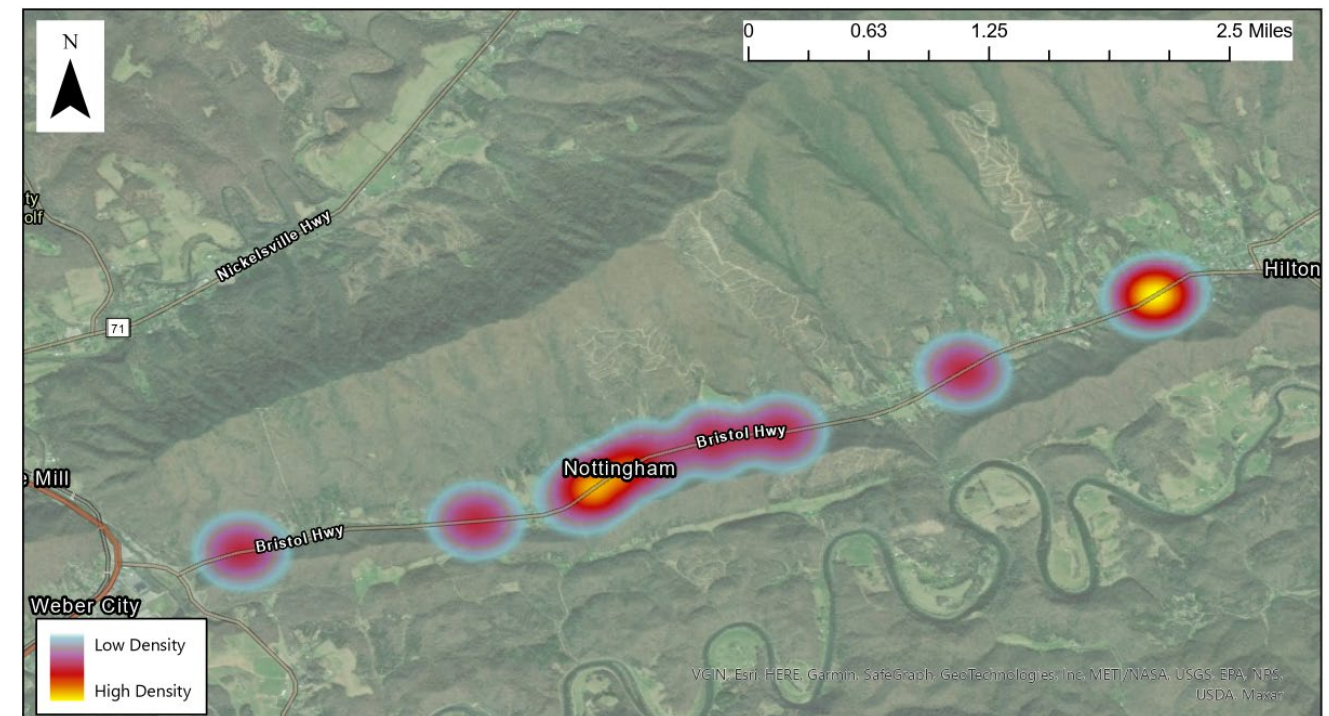 N
0 0.63 1.25 2.5 Miles
ty
olf
Nickelsville Hwy
71
Hilton
Bristol Hwy
Nottingham
e Mill
Bristol Hwy
Weber City
Low Density
High Density
VGIN, Esri, HERE, Garmin, SafeGraph, GeoTechnologies, Inc, METI/NASA, USGS, EPA, NPS,
USDA, Maxar